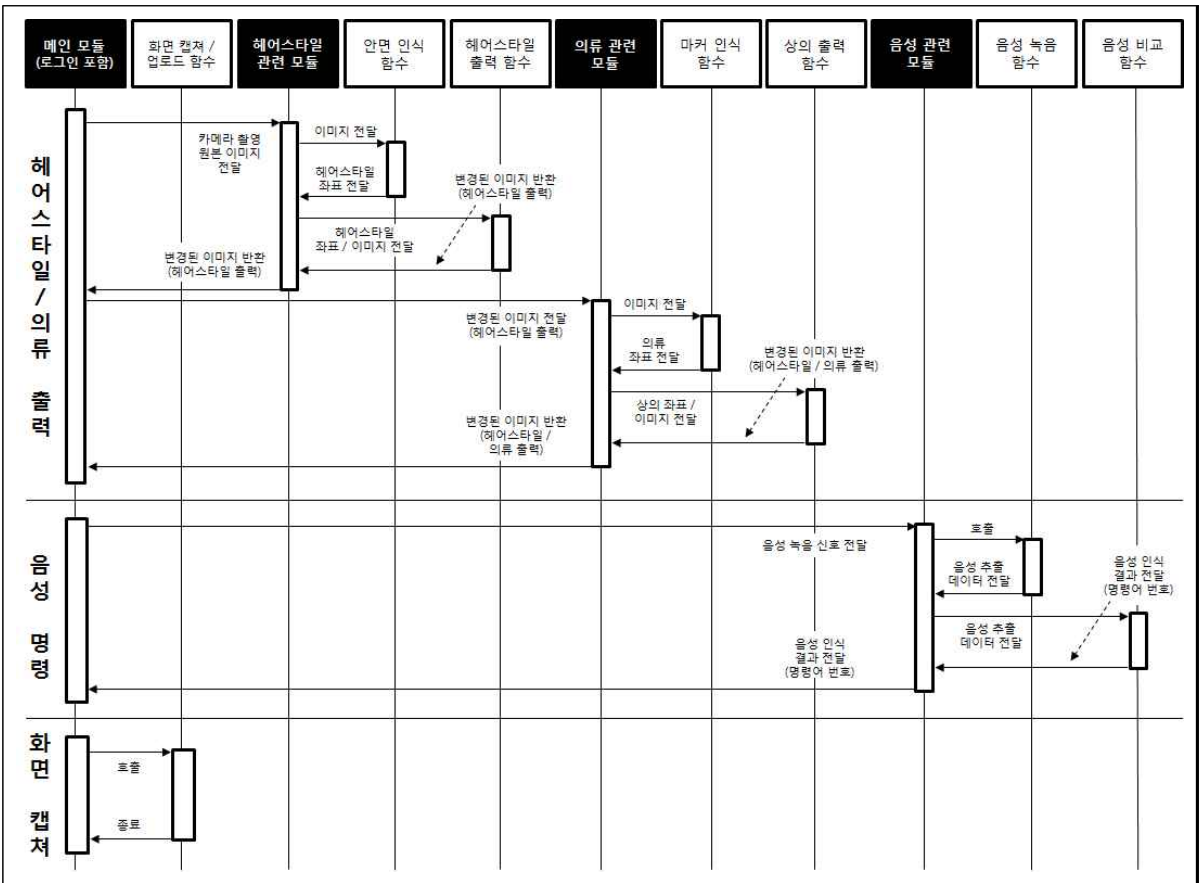 메인 모듈
(로그인 포함)
화면 캡쳐 /
업로드 함수
헤어스타일
관련 모듈
안면 인식
함수
헤어스타일
출력 함수
의류 관련
모듈
마커 인식
함수
상의 출력
함수
음성 관련
모듈
음성 녹음
함수
음성 비교
함수
헤어스타일/의류 출력
카메라 촬영
원본 이미지
전달
이미지 전달
헤어스타일
좌표 전달
변경된 이미지 반환
(헤어스타일 출력)
헤어스타일
좌표 / 이미지 전달
변경된 이미지 반환
(헤어스타일 출력)
변경된 이미지 전달
(헤어스타일 출력)
이미지 전달
의류
좌표 전달
변경된 이미지 반환
(헤어스타일 / 의류 출력)
상의 좌표 /
이미지 전달
변경된 이미지 반환
(헤어스타일 /
의류 출력)
음성 명령
음성 녹음 신호 전달
호출
음성 추출
데이터 전달
음성 인식
결과 전달
(명령어 번호)
음성 추출
데이터 전달
음성 인식
결과 전달
(명령어 번호)
화면 캡쳐
호출
종료